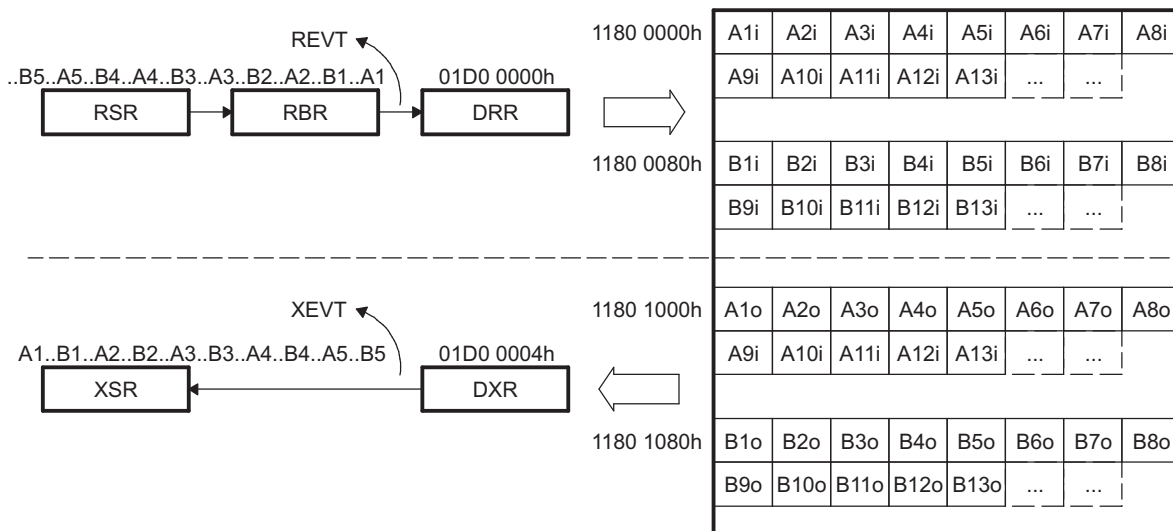 REVT
..B5..A5..B4..A4..B3..A3..B2..A2..B1..A1
01D0 0000h
RSR
RBR
DRR
1180 0000h
A1i A2i A3i A4i A5i A6i A7i A8i
A9i A10i A11i A12i A13i ... ...
1180 0080h
B1i B2i B3i B4i B5i B6i B7i B8i
B9i B10i B11i B12i B13i ... ...
XEVT
A1..B1..A2..B2..A3..B3..A4..B4..A5..B5
01D0 0004h
XSR
DXR
1180 1000h
A1o A2o A3o A4o A5o A6o A7o A8o
A9i A10i A11i A12i A13i ... ...
1180 1080h
B1o B2o B3o B4o B5o B6o B7o B8o
B9o B10o B11o B12o B13o ... ...